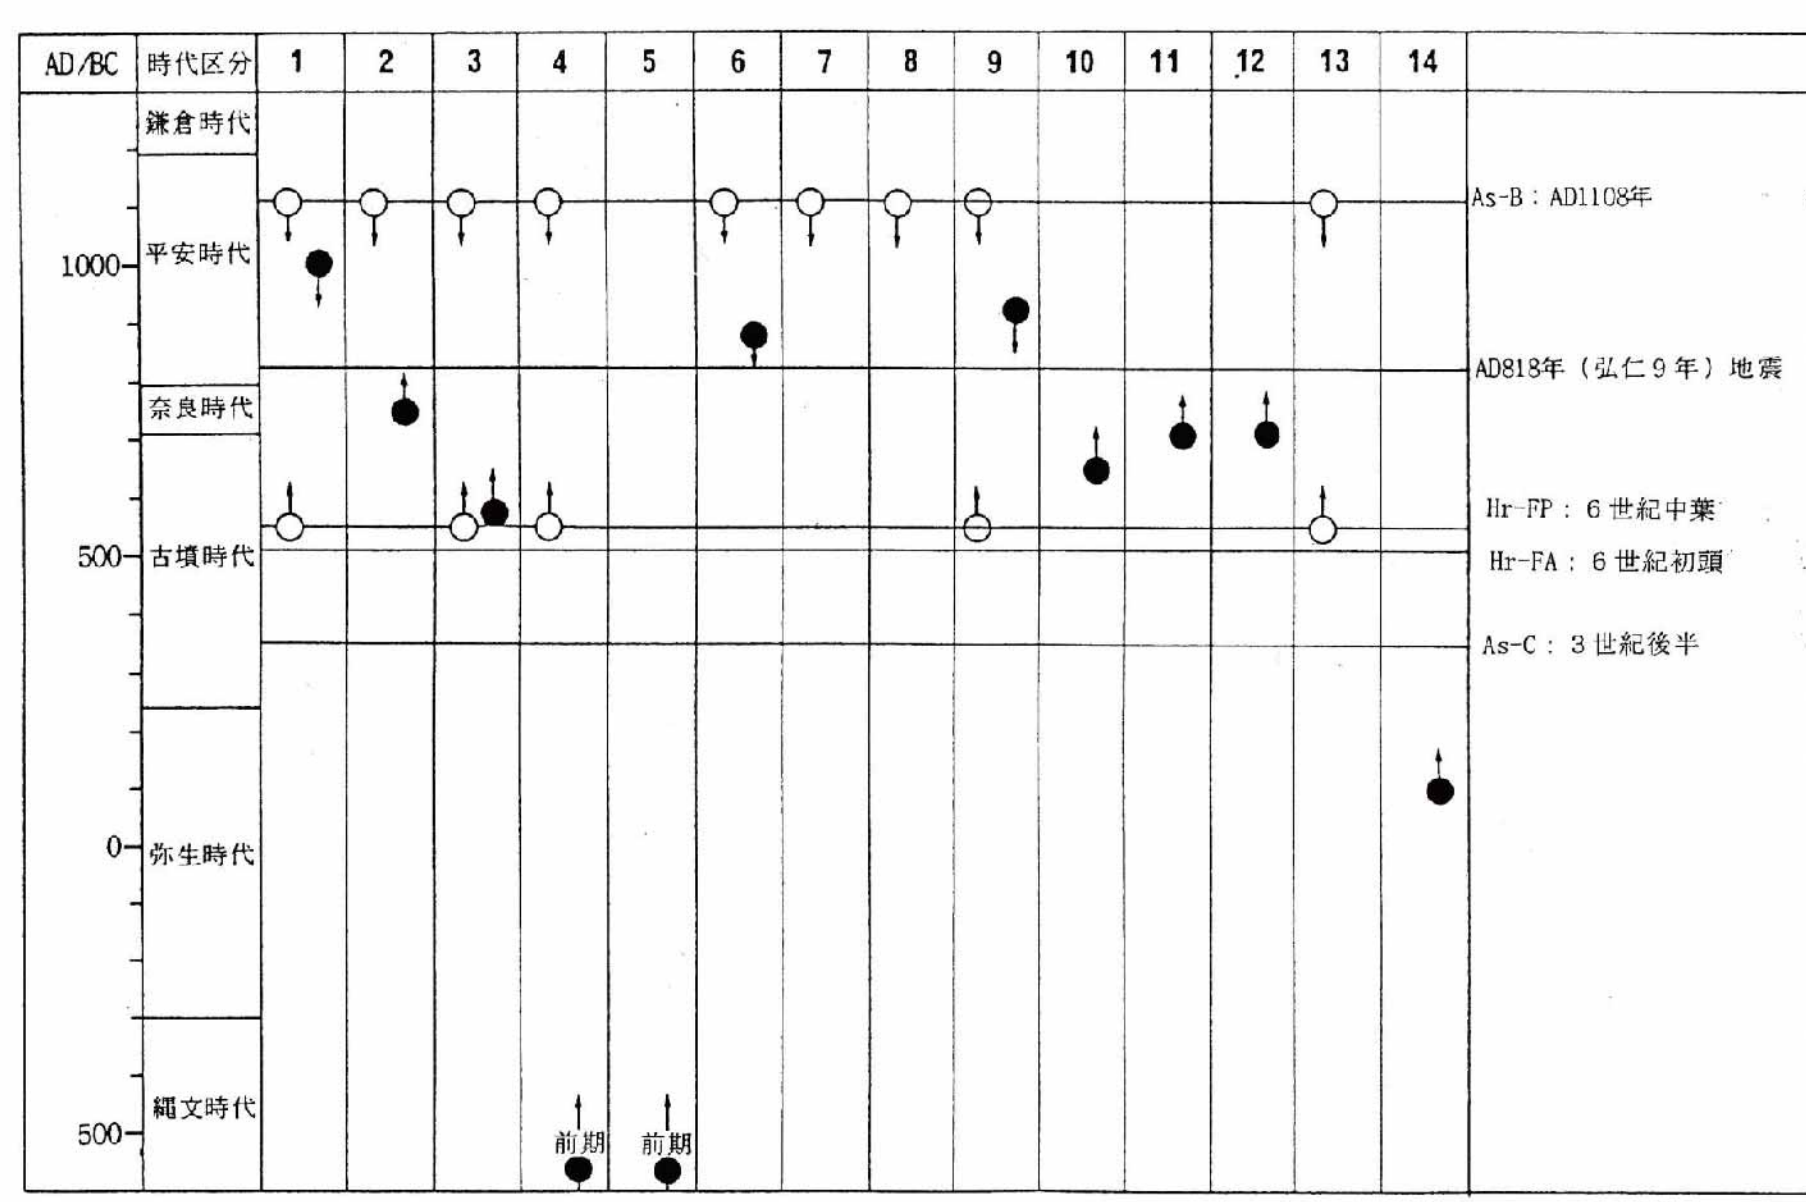 AD/BC 時代区分 1 2 3 4 5 6 7 8 9 10 11 12 13 14
鎌倉時代
As-B：AD1108年
平安時代
1000
AD818年（弘仁9年）地震
奈良時代
Hr-FP：6世紀中葉
500
古墳時代
Hr-FA：6世紀初頭
As-C：3世紀後半
0
弥生時代
縄文時代
500
前期 前期